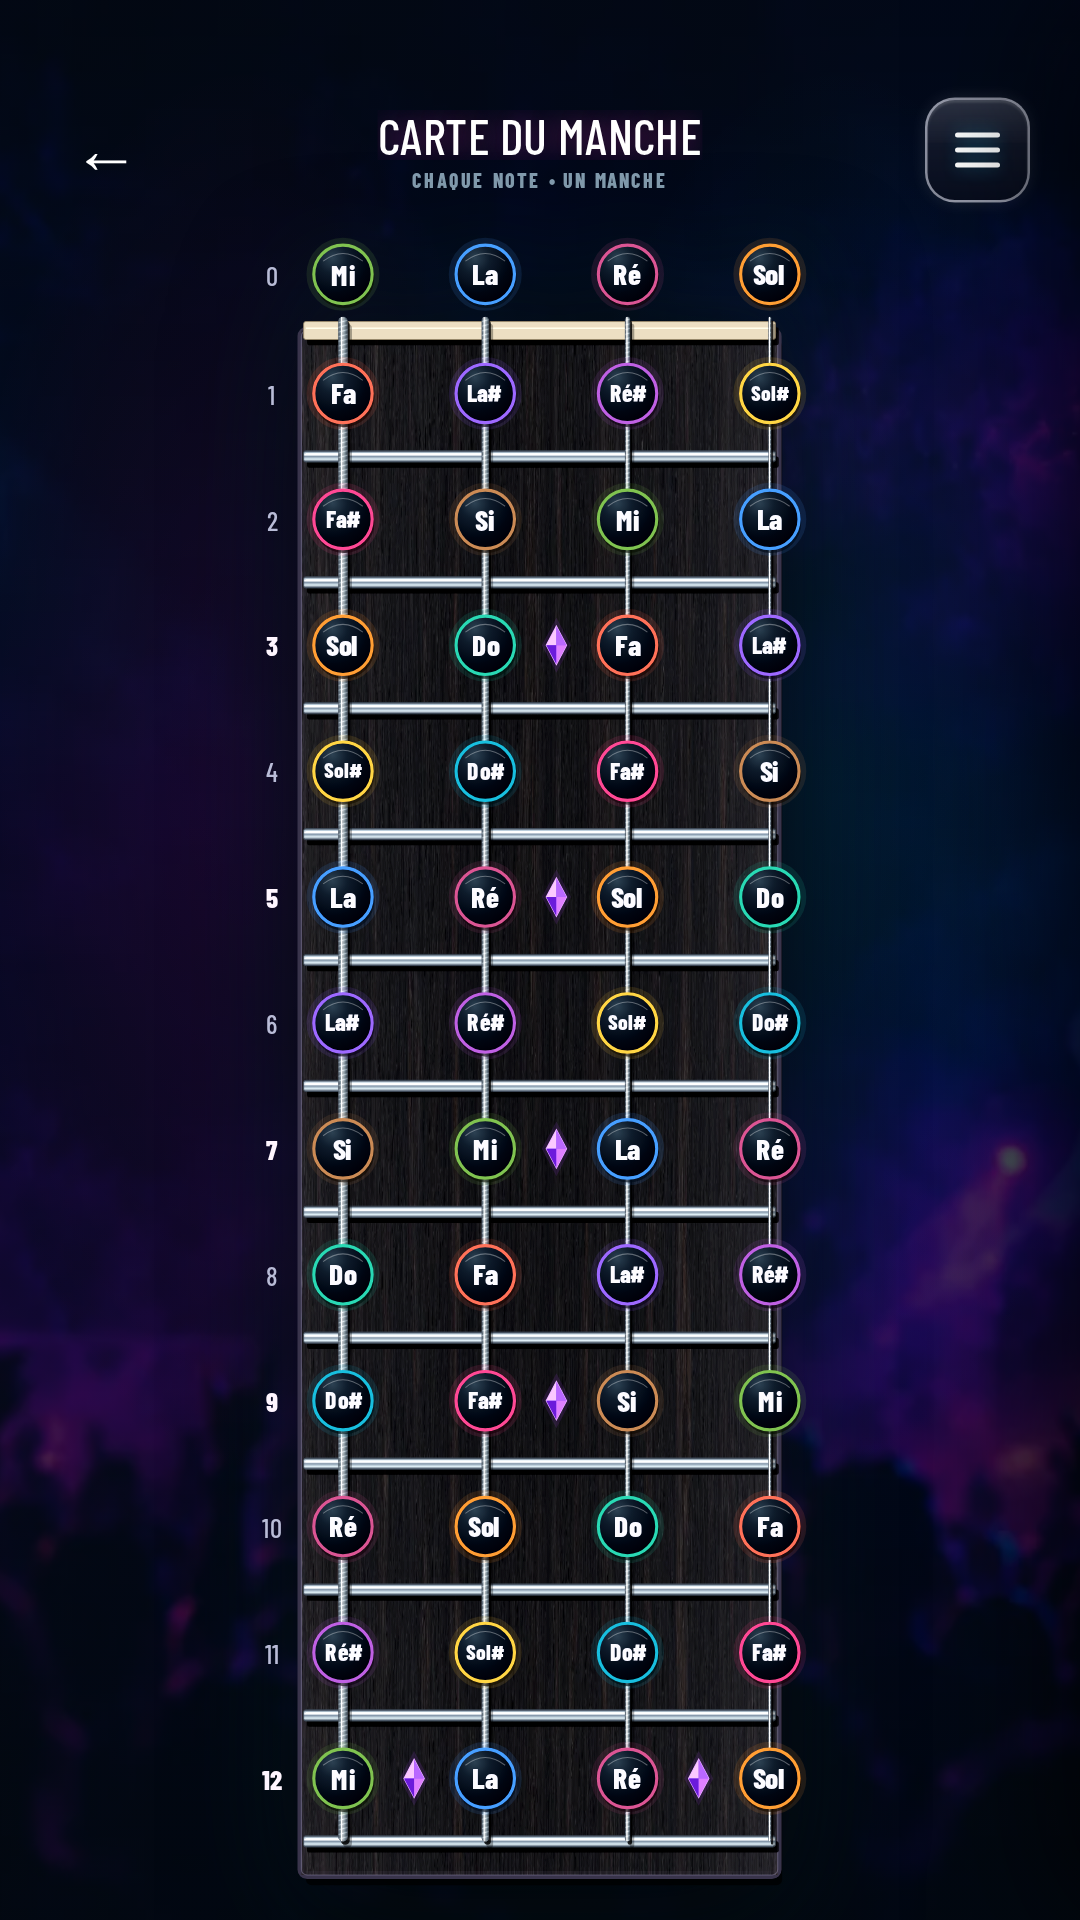 CARTE DU MANCHE
CHAQUE NOTE • UN MANCHE
0 Mi La Ré Sol
1 Fa La# Ré# Sol#
2 Fa# Si Mi La
3 Sol Do Fa La#
4 Sol# Do# Fa# Si
5 La Ré Sol Do
6 La# Ré# Sol# Do#
7 Si Mi La Ré
8 Do Fa La# Ré#
9 Do# Fa# Si Mi
10 Ré Sol Do Fa
11 Ré# Sol# Do# Fa#
12 Mi La Ré Sol